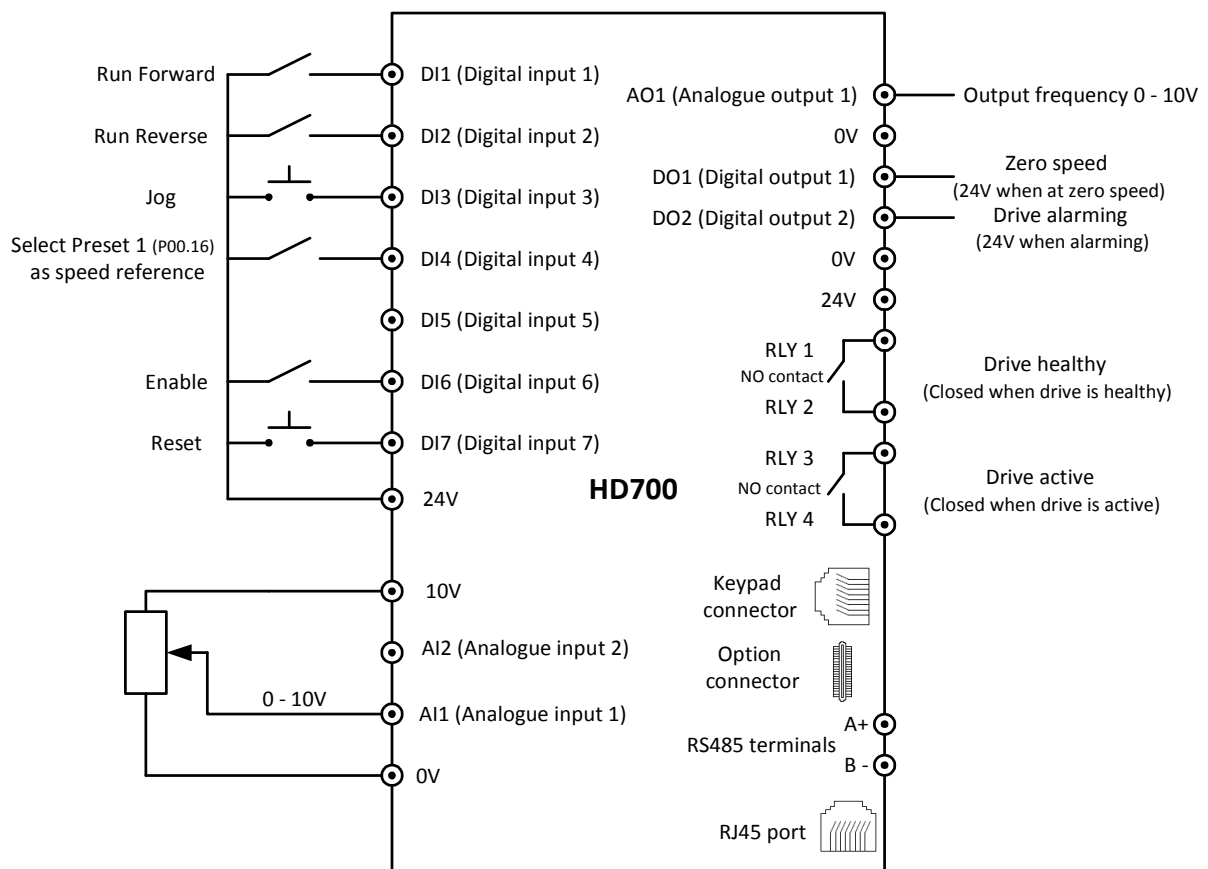 Run Forward
DI1 (Digital input 1)
Run Reverse
DI2 (Digital input 2)
Jog
DI3 (Digital input 3)
Select Preset 1 (P00.16)
as speed reference
DI4 (Digital input 4)
DI5 (Digital input 5)
Enable
DI6 (Digital input 6)
Reset
DI7 (Digital input 7)
24V
HD700
10V
AI2 (Analogue input 2)
0 - 10V
AI1 (Analogue input 1)
0V
AO1 (Analogue output 1)
Output frequency 0 - 10V
0V
DO1 (Digital output 1)
Zero speed
(24V when at zero speed)
DO2 (Digital output 2)
Drive alarming
(24V when alarming)
0V
24V
RLY 1
NO contact
RLY 2
Drive healthy
(Closed when drive is healthy)
RLY 3
NO contact
RLY 4
Drive active
(Closed when drive is active)
Keypad
connector
Option
connector
A+
RS485 terminals
B -
RJ45 port